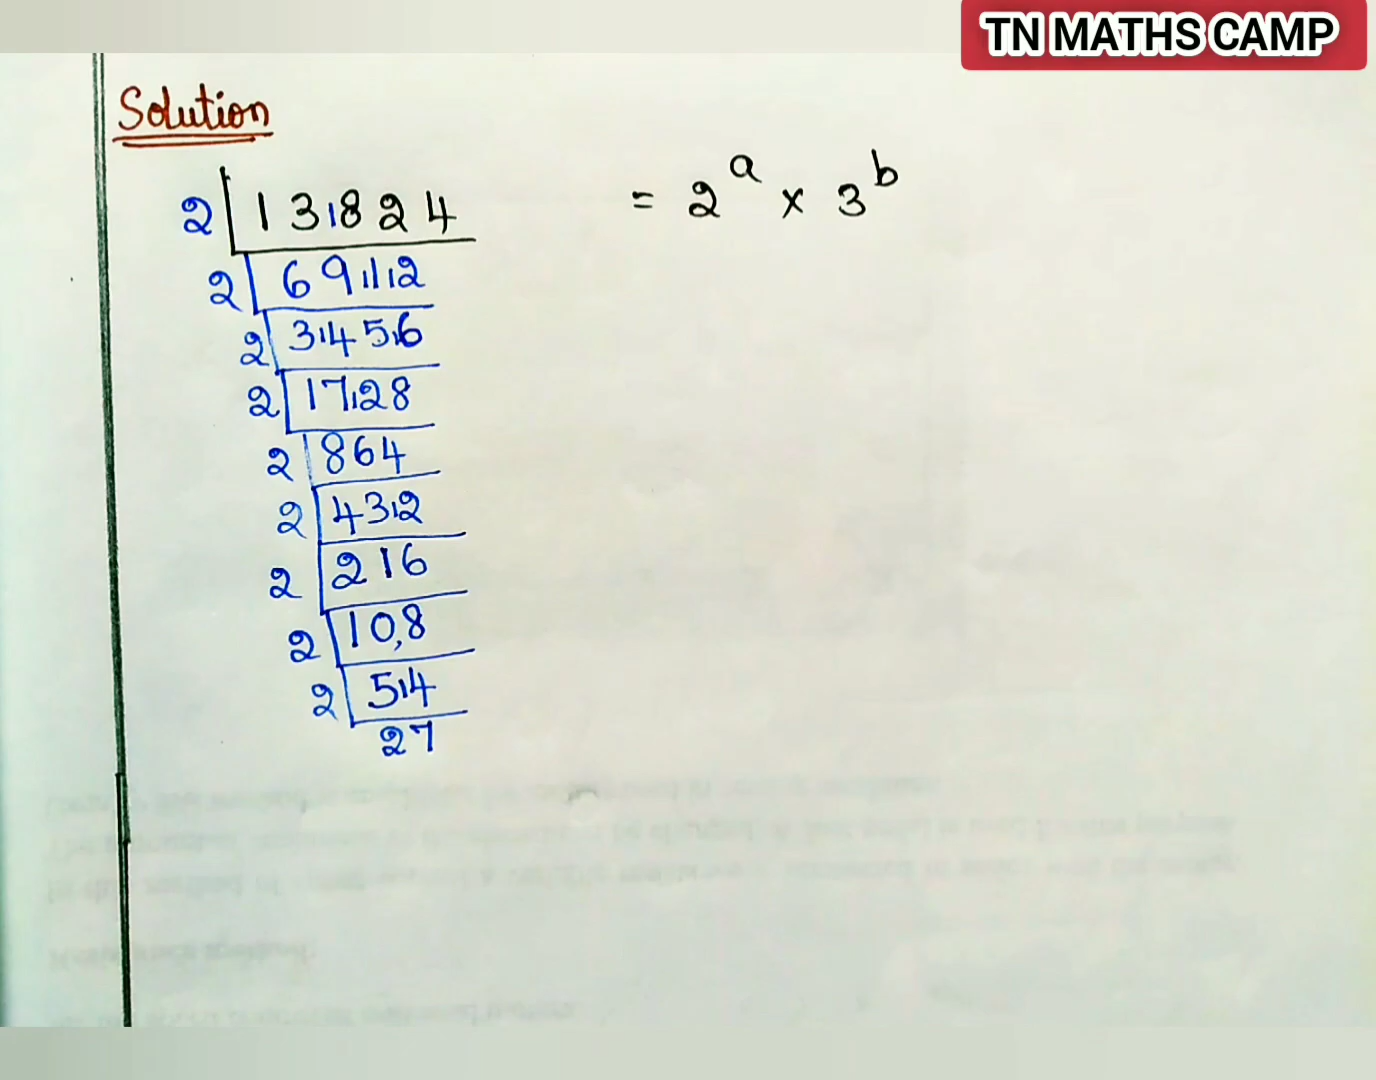 TN MATHS CAMP
Solution
2 | 13824 = 2^a × 3^b
2 | 6912
2 | 3456
2 | 1728
2 | 864
2 | 432
2 | 216
2 | 108
2 | 54
27